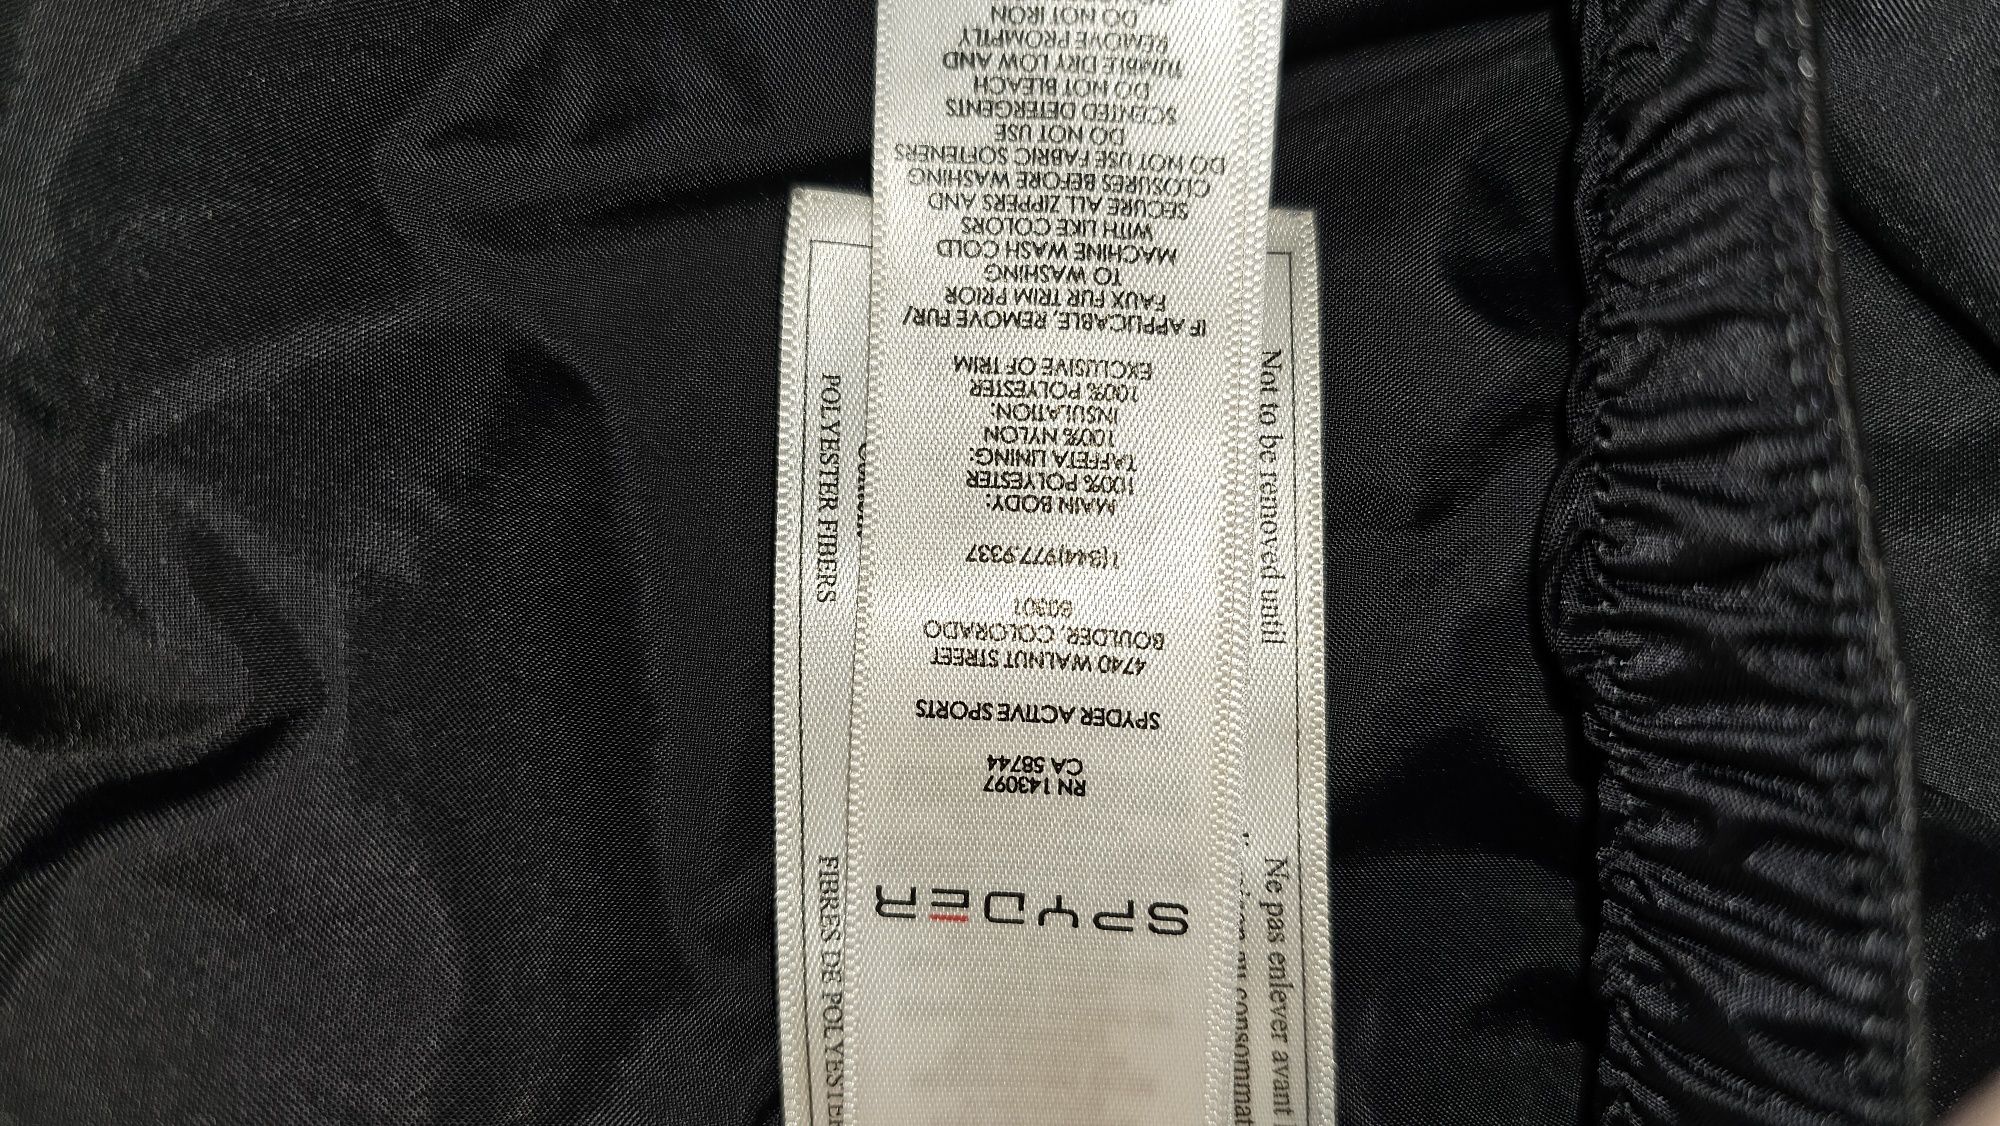 SPYDER
RN 143097
CA 58744
SPYDER ACTIVE SPORTS
4740 WALNUT STREET
BOULDER, COLORADO
80301
1(844)977.9337
MAIN BODY:
100% POLYESTER
TAFFETA LINING:
100% NYLON
INSULATION:
100% POLYESTER
EXCLUSIVE OF TRIM
IF APPLICABLE, REMOVE FUR/
FAUX FUR TRIM PRIOR
TO WASHING
MACHINE WASH COLD
WITH LIKE COLORS
SECURE ALL ZIPPERS AND
CLOSURES BEFORE WASHING
DO NOT USE FABRIC SOFTENERS
DO NOT USE
SCENTED DETERGENTS
DO NOT BLEACH
TUMBLE DRY LOW AND
REMOVE PROMPTLY
DO NOT IRON
Not to be removed until
Ne pas enlever avant
POLYESTER FIBERS
FIBRES DE POLYESTER